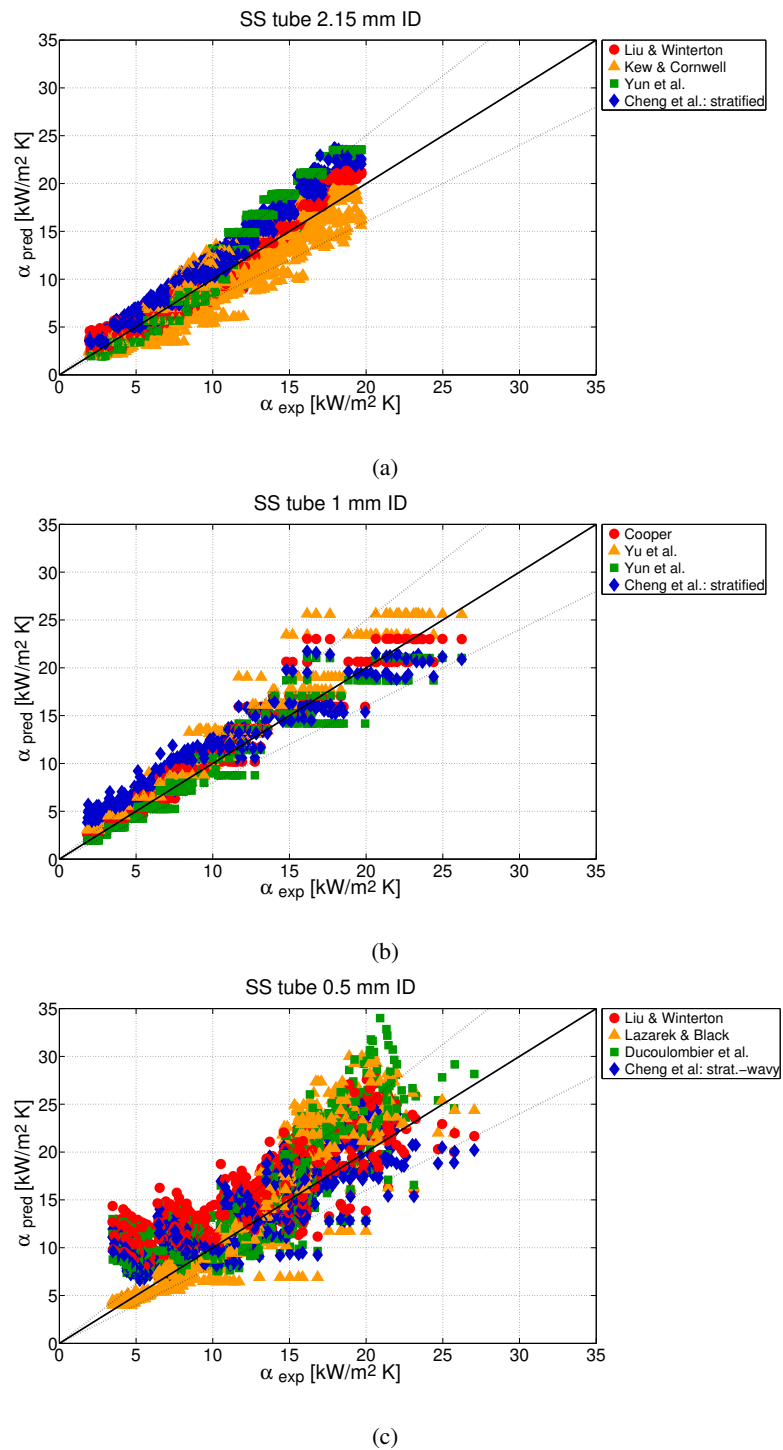 SS tube 2.15 mm ID
35
30
25
20
15
10
5
0
α pred [kW/m² K]
0 5 10 15 20 25 30 35
α exp [kW/m² K]
Liu & Winterton
Kew & Cornwell
Yun et al.
Cheng et al.: stratified
(a)
SS tube 1 mm ID
35
30
25
20
15
10
5
0
α pred [kW/m² K]
0 5 10 15 20 25 30 35
α exp [kW/m² K]
Cooper
Yu et al.
Yun et al.
Cheng et al.: stratified
(b)
SS tube 0.5 mm ID
35
30
25
20
15
10
5
0
α pred [kW/m² K]
0 5 10 15 20 25 30 35
α exp [kW/m² K]
Liu & Winterton
Lazarek & Black
Ducoulombier et al.
Cheng et al: strat.−wavy
(c)